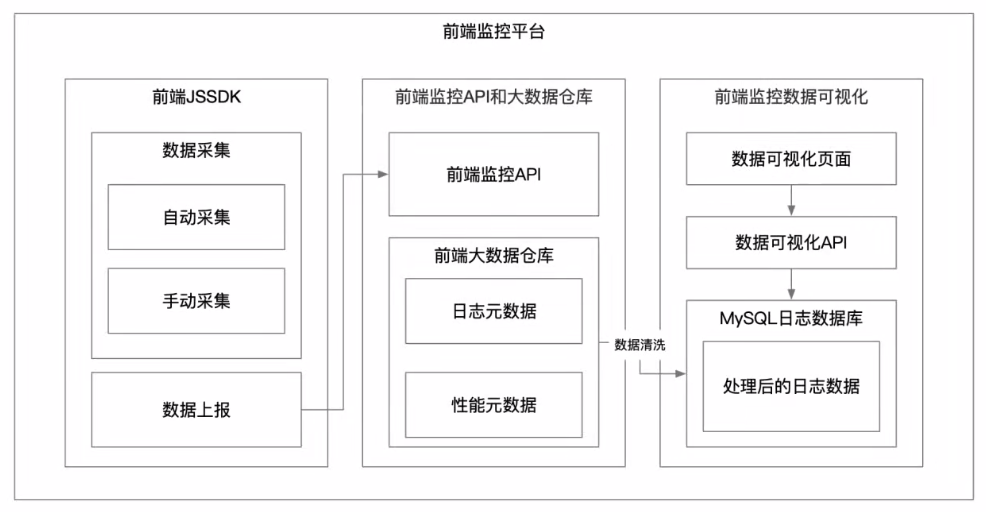 前端监控平台
前端JSSDK
数据采集
自动采集
手动采集
数据上报
前端监控API和大数据仓库
前端监控API
前端大数据仓库
日志元数据
性能元数据
数据清洗
前端监控数据可视化
数据可视化页面
数据可视化API
MySQL日志数据库
处理后的日志数据